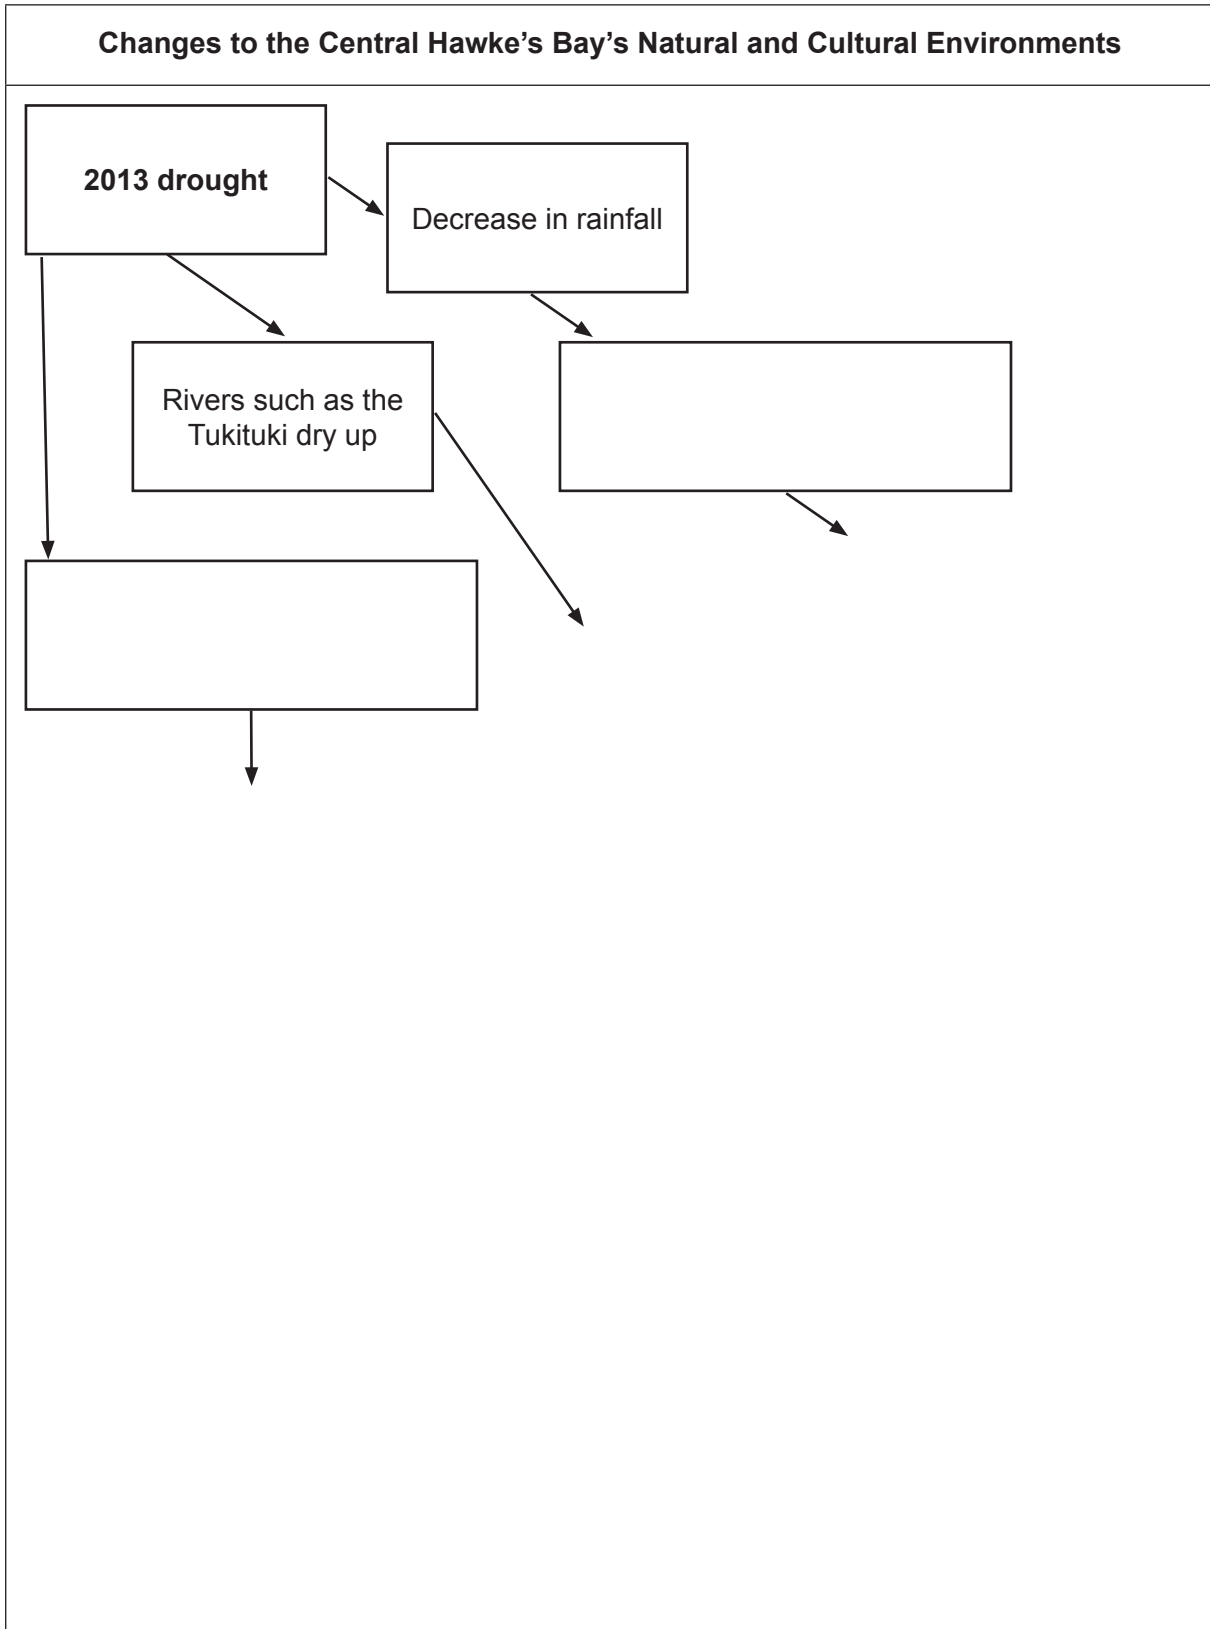 Changes to the Central Hawke’s Bay’s Natural and Cultural Environments
2013 drought
Decrease in rainfall
Rivers such as the
Tukituki dry up